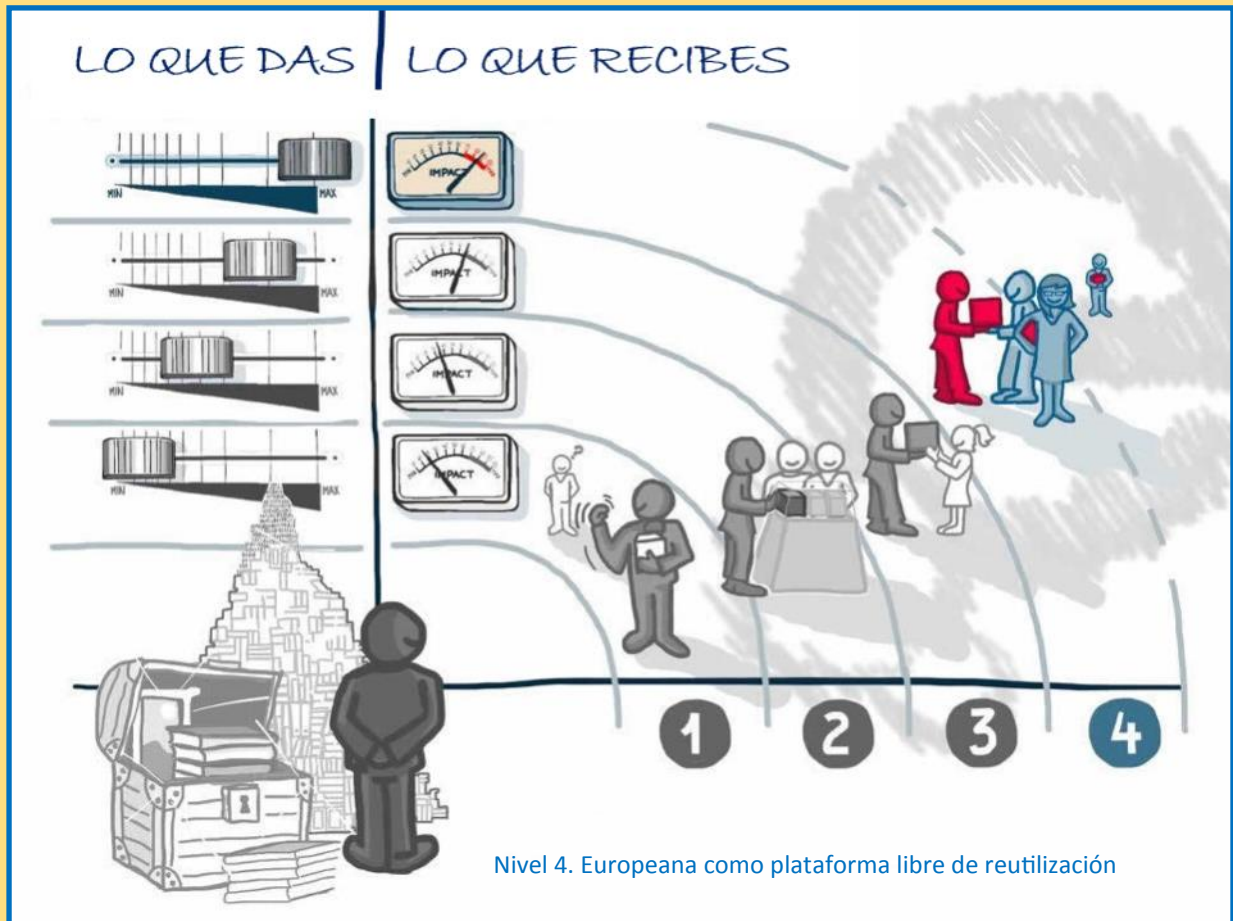 LO QUE DAS LO QUE RECIBES
MIN MAX
IMPACT
MIN MAX
IMPACT
MIN MAX
IMPACT
MIN MAX
IMPACT
?
1 2 3 4
Nivel 4. Europeana como plataforma libre de reutilización